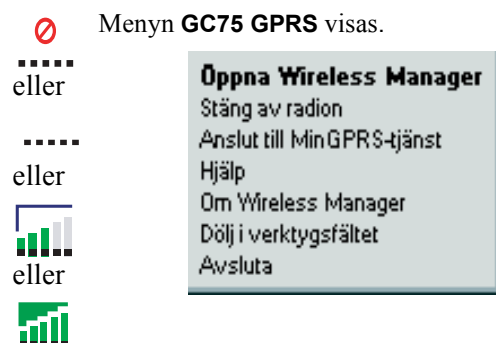 Menyn GC75 GPRS visas.
eller
eller
eller
Öppna Wireless Manager
Stäng av radion
Anslut till MinGPRS-tjänst
Hjälp
Om Wireless Manager
Dölj i verktygsfältet
Avsluta